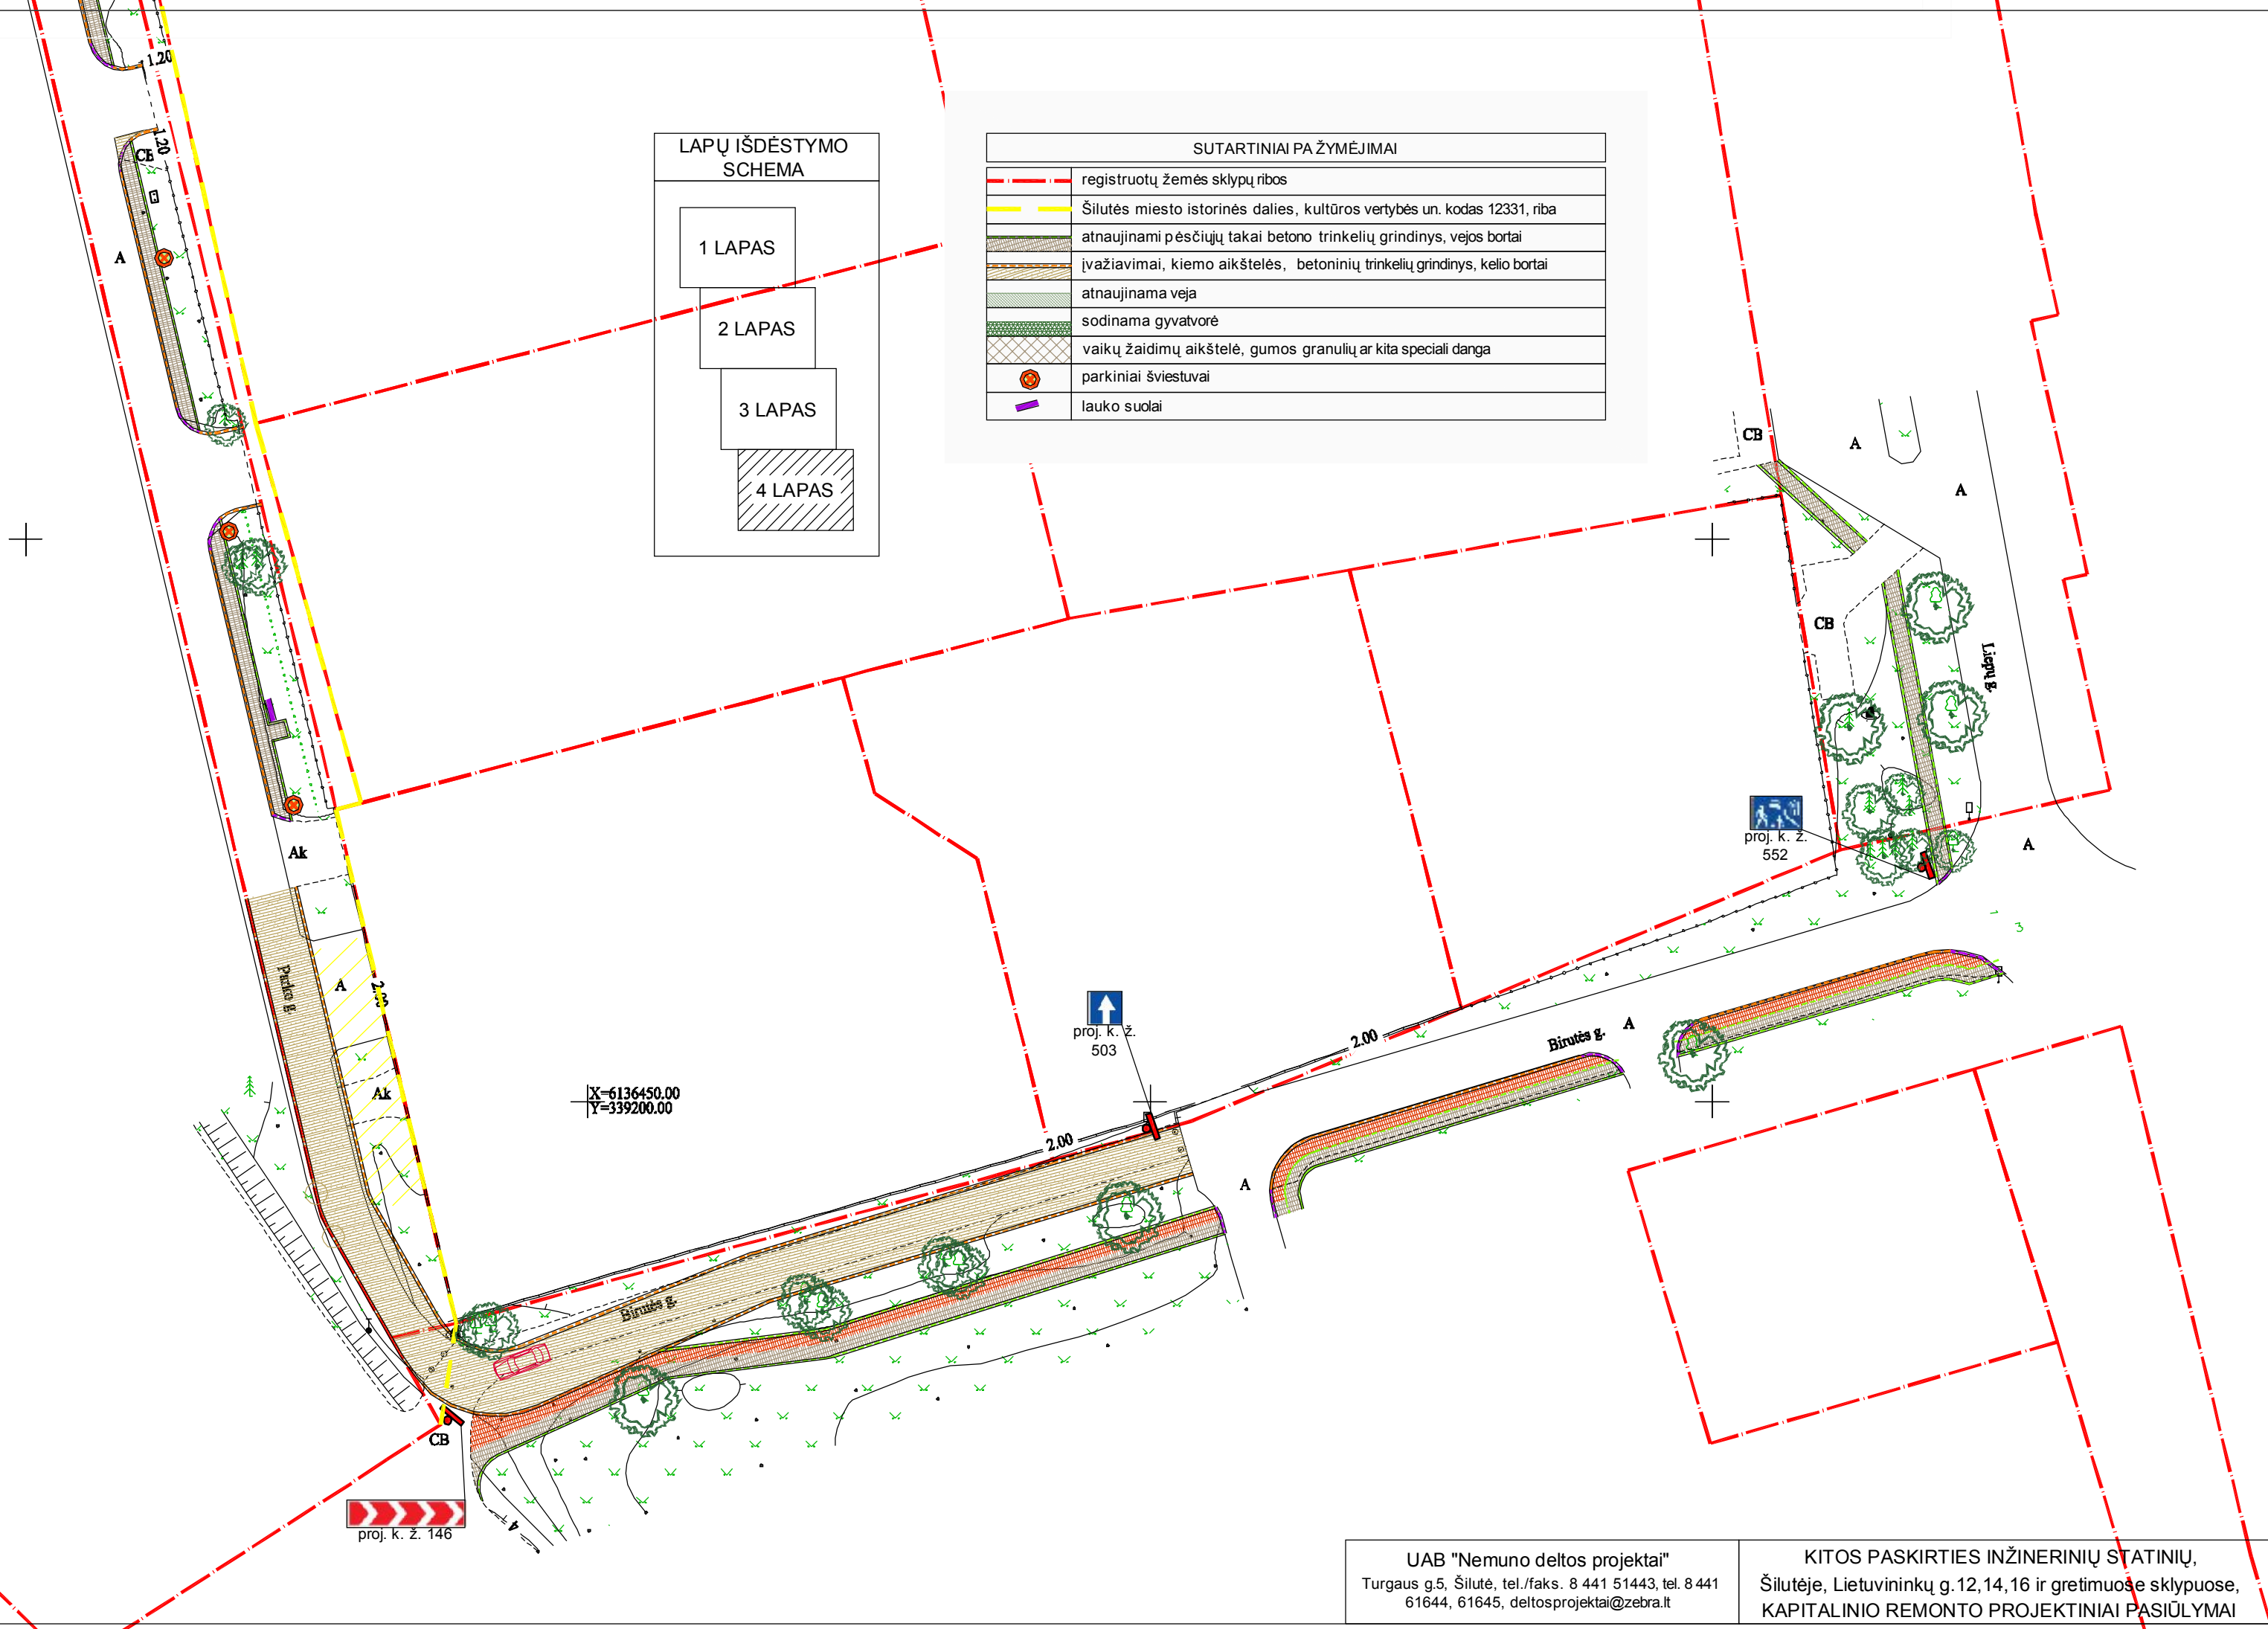 1.20
1.20
CB
A
LAPŲ IŠDĖSTYMO
SCHEMA
1 LAPAS
2 LAPAS
3 LAPAS
4 LAPAS
SUTARTINIAI PAŽYMĖJIMAI
registruotų žemės sklypų ribos
Šilutės miesto istorinės dalies, kultūros vertybės un. kodas 12331, riba
atnaujinami pėsčiųjų takai betono trinkelių grindinys, vejos bortai
įvažiavimai, kiemo aikštelės, betoninių trinkelių grindinys, kelio bortai
atnaujinama veja
sodinama gyvatvorė
vaikų žaidimų aikštelė, gumos granulių ar kita speciali danga
parkiniai šviestuvai
lauko suolai
CB
A
A
CB
Liepų g.
proj. k. ž.
552
A
Ak
Parko g.
A
2.00
Ak
X=6136450.00
Y=339200.00
proj. k. ž.
503
2.00
2.00
Birutės g.
A
A
Birutės g.
CB
proj. k. ž. 146
4
UAB "Nemuno deltos projektai"
Turgaus g.5, Šilutė, tel./faks. 8 441 51443, tel. 8 441
61644, 61645, deltosprojektai@zebra.lt
KITOS PASKIRTIES INŽINERINIŲ STATINIŲ,
Šilutėje, Lietuvininkų g.12,14,16 ir gretimuose sklypuose,
KAPITALINIO REMONTO PROJEKTINIAI PASIŪLYMAI